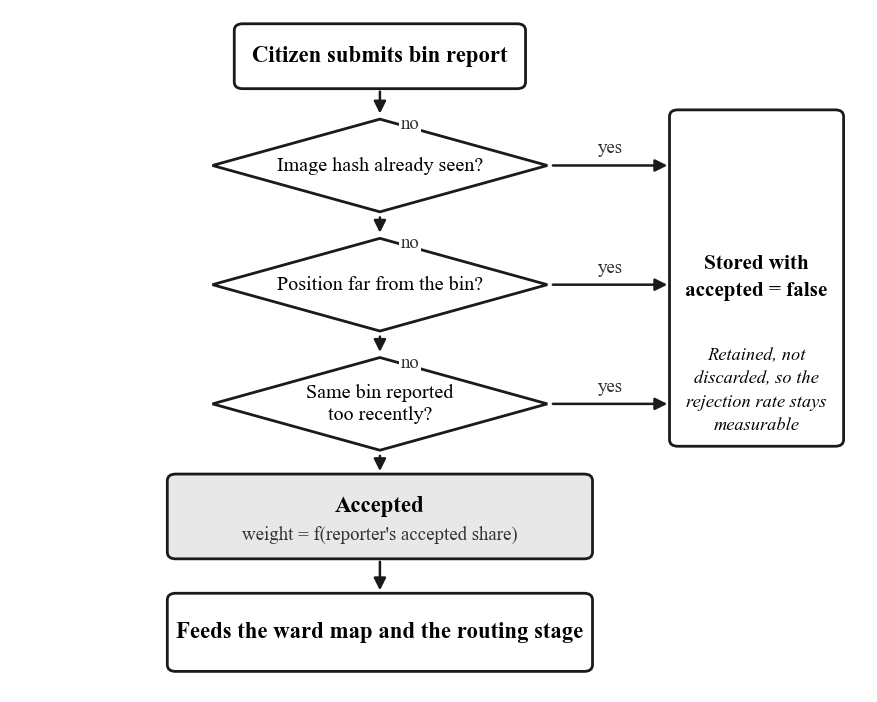 Citizen submits bin report
no
Image hash already seen?
yes
no
Position far from the bin?
yes
Stored with
accepted = false
Retained, not
discarded, so the
rejection rate stays
measurable
no
Same bin reported
too recently?
yes
Accepted
weight = f(reporter's accepted share)
Feeds the ward map and the routing stage